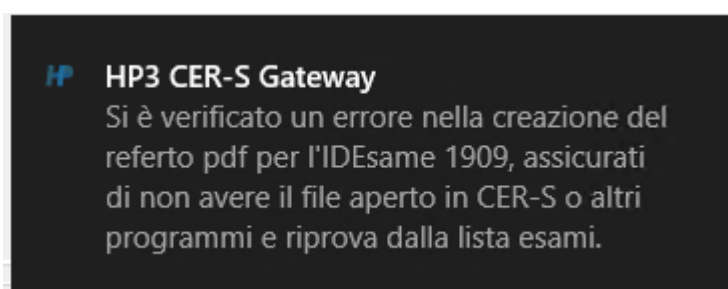 HP
HP3 CER-S Gateway
Si è verificato un errore nella creazione del
referto pdf per l'IDEsame 1909, assicurati
di non avere il file aperto in CER-S o altri
programmi e riprova dalla lista esami.